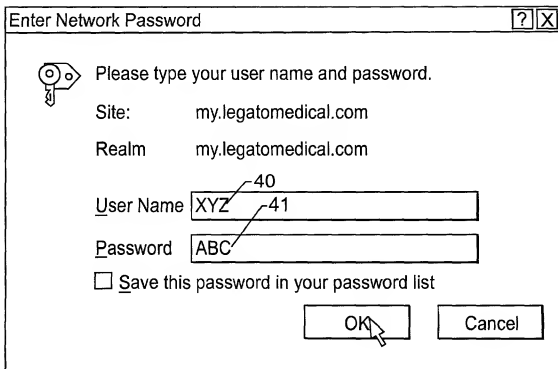 Enter Network Password ? X
Please type your user name and password.
Site: my.legatomedical.com
Realm my.legatomedical.com
40
User Name XYZ 41
Password ABC
Save this password in your password list
OK Cancel